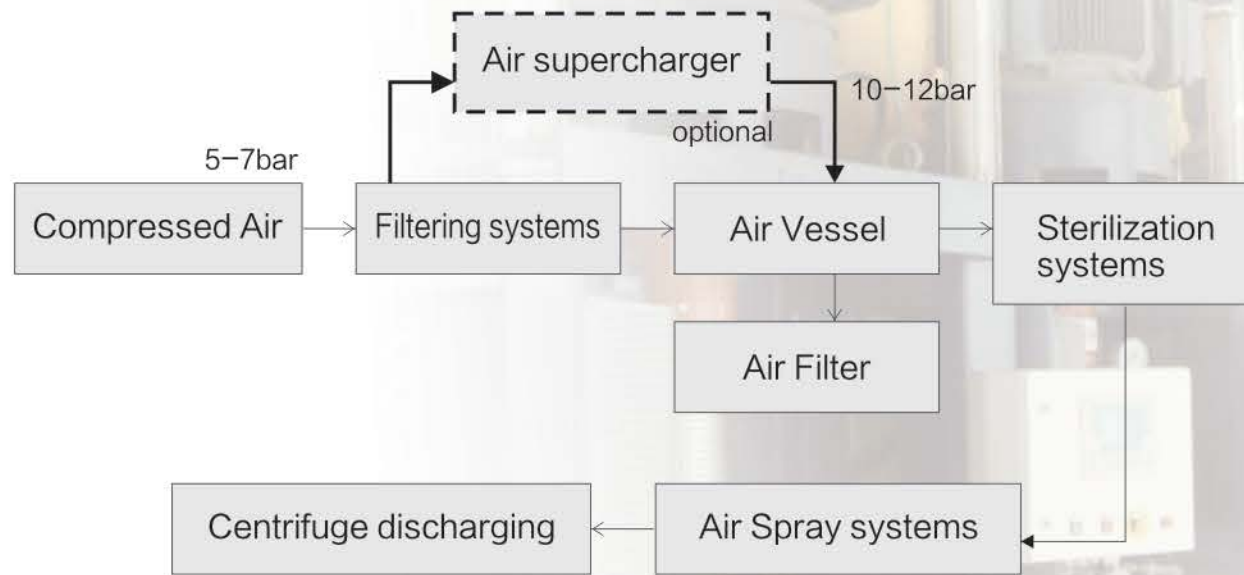 Air supercharger
10-12bar
optional
5-7bar
Compressed Air
Filtering systems
Air Vessel
Sterilization
systems
Air Filter
Centrifuge discharging
Air Spray systems